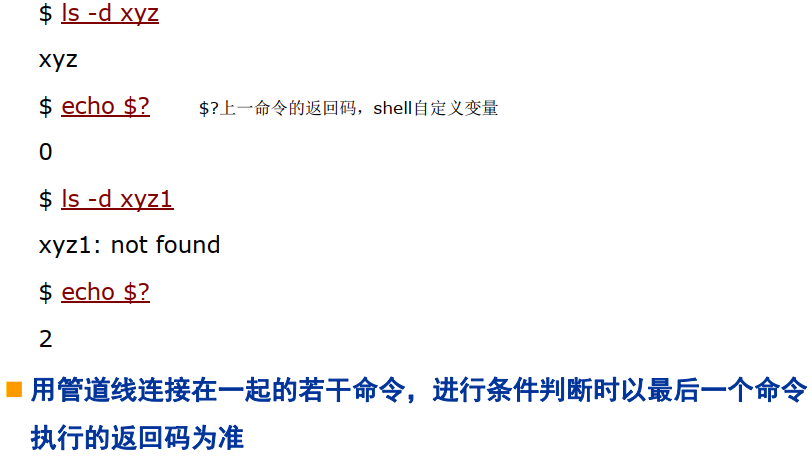 $ ls -d xyz
xyz
$ echo $? $?上一命令的返回码，shell自定义变量
0
$ ls -d xyz1
xyz1: not found
$ echo $?
2
用管道线连接在一起的若干命令，进行条件判断时以最后一个命令
执行的返回码为准